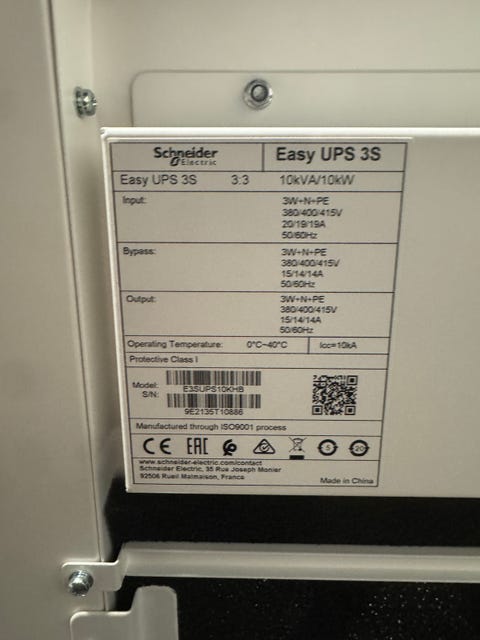 Schneider Electric
Easy UPS 3S
Easy UPS 3S 3:3 10kVA/10kW
Input: 3W+N+PE
380/400/415V
20/19/19A
50/60Hz
Bypass: 3W+N+PE
380/400/415V
15/14/14A
50/60Hz
Output: 3W+N+PE
380/400/415V
15/14/14A
50/60Hz
Operating Temperature: 0°C~40°C Icc=10kA
Protective Class I
Model: E3SUPS10KHB
S/N: 9E2135T10886
Manufactured through ISO9001 process
CE EAC 5 20
www.schneider-electric.com/contact
Schneider Electric, 35 Rue Joseph Monier
92506 Rueil Malmaison, France
Made in China